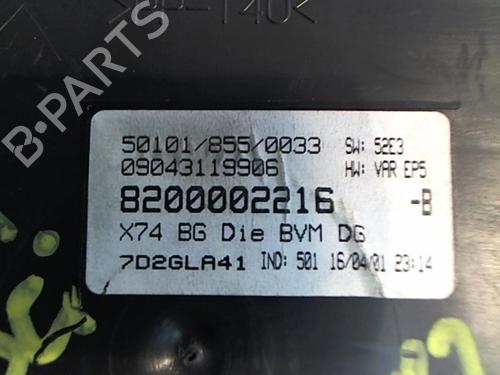 50101/855/0033 SW: 52E3
09043119906 HW: VAR EP5
8200002216 -B
X74 BG Die BVM DG
7D2GLA41 IND: 501 16/04/01 23:14
B-PARTS